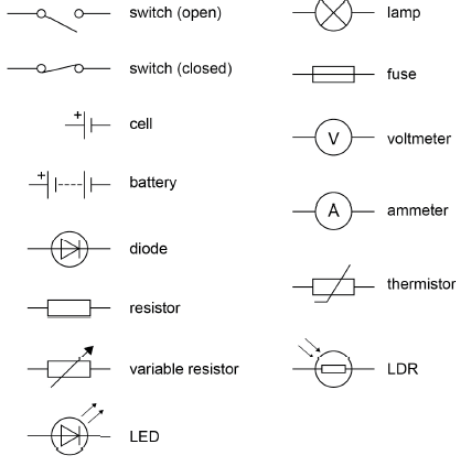 switch (open)
switch (closed)
+
cell
+
battery
diode
resistor
variable resistor
LED
lamp
fuse
V
voltmeter
A
ammeter
thermistor
LDR